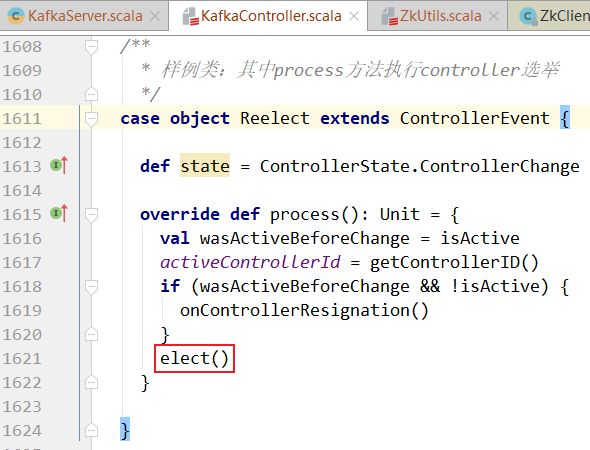 KafkaServer.scala × KafkaController.scala × ZkUtils.scala × ZkClien
1608 /**
1609 * 样例类：其中process方法执行controller选举
1610 */
1611 case object Reelect extends ControllerEvent {
1612
1613 def state = ControllerState.ControllerChange
1614
1615 override def process(): Unit = {
1616 val wasActiveBeforeChange = isActive
1617 activeControllerId = getControllerID()
1618 if (wasActiveBeforeChange && !isActive) {
1619 onControllerResignation()
1620 }
1621 elect()
1622 }
1623
1624 }